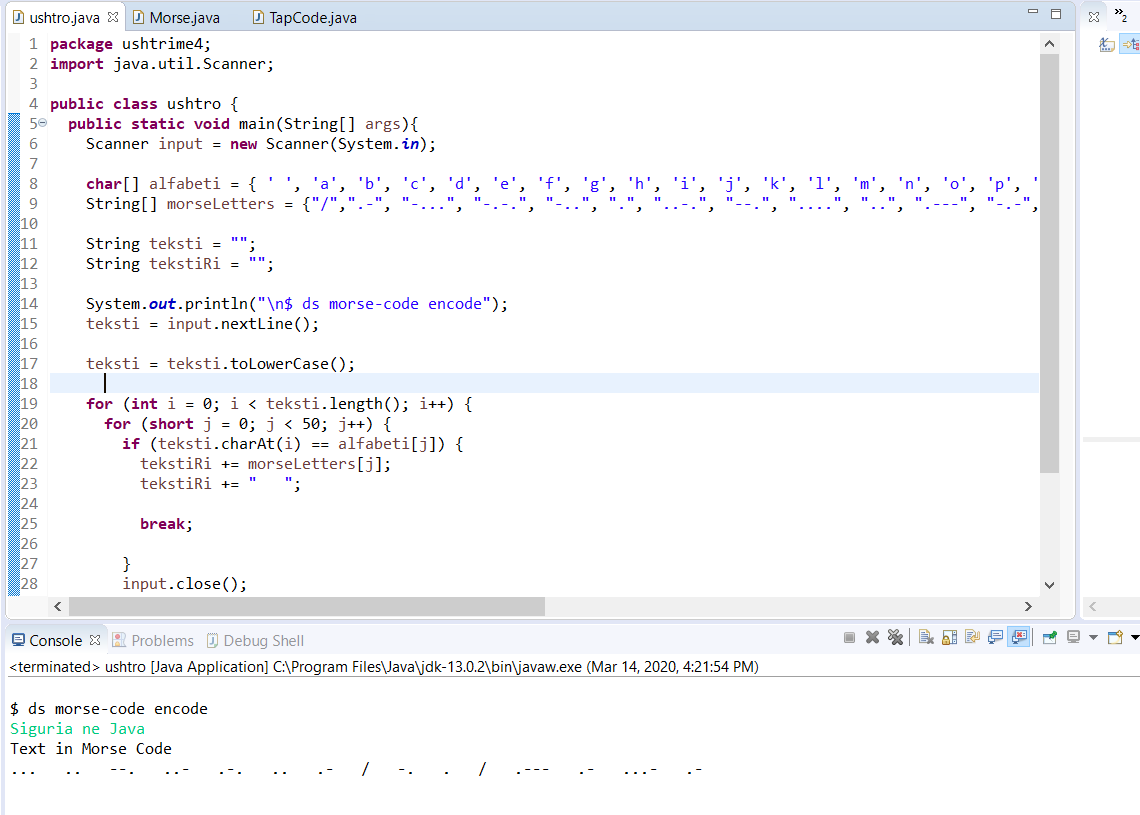 ushtro.java Morse.java TapCode.java 2
1 package ushtrime4;
2 import java.util.Scanner;
3
4 public class ushtro {
5 public static void main(String[] args){
6 Scanner input = new Scanner(System.in);
7
8 char[] alfabeti = { ' ', 'a', 'b', 'c', 'd', 'e', 'f', 'g', 'h', 'i', 'j', 'k', 'l', 'm', 'n', 'o', 'p', '
9 String[] morseLetters = {"/",".-", "-...", "-.-.", "-..", ".", "..-.", "--.", "....", "..", ".---", "-.-",
10
11 String teksti = "";
12 String tekstiRi = "";
13
14 System.out.println("\n$ ds morse-code encode");
15 teksti = input.nextLine();
16
17 teksti = teksti.toLowerCase();
18
19 for (int i = 0; i < teksti.length(); i++) {
20 for (short j = 0; j < 50; j++) {
21 if (teksti.charAt(i) == alfabeti[j]) {
22 tekstiRi += morseLetters[j];
23 tekstiRi += "   ";
24
25 break;
26
27 }
28 input.close();
Console Problems Debug Shell
<terminated> ushtro [Java Application] C:\Program Files\Java\jdk-13.0.2\bin\javaw.exe (Mar 14, 2020, 4:21:54 PM)
$ ds morse-code encode
Siguria ne Java
Text in Morse Code
...   ..   --.   ..-   .-.   ..   .-   /   -.   .   /   .---   .-   ...-   .-